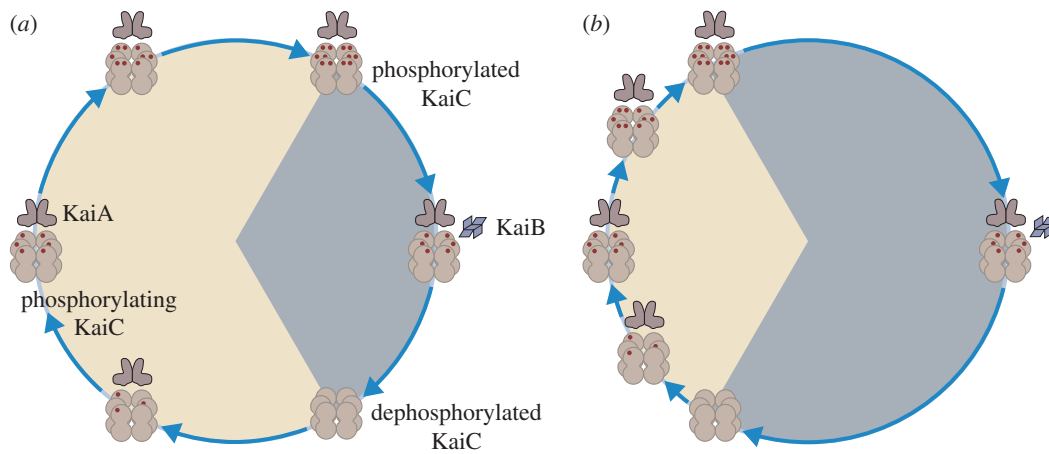 (a)
(b)
phosphorylated
KaiC
KaiA
KaiB
phosphorylating
KaiC
dephosphorylated
KaiC